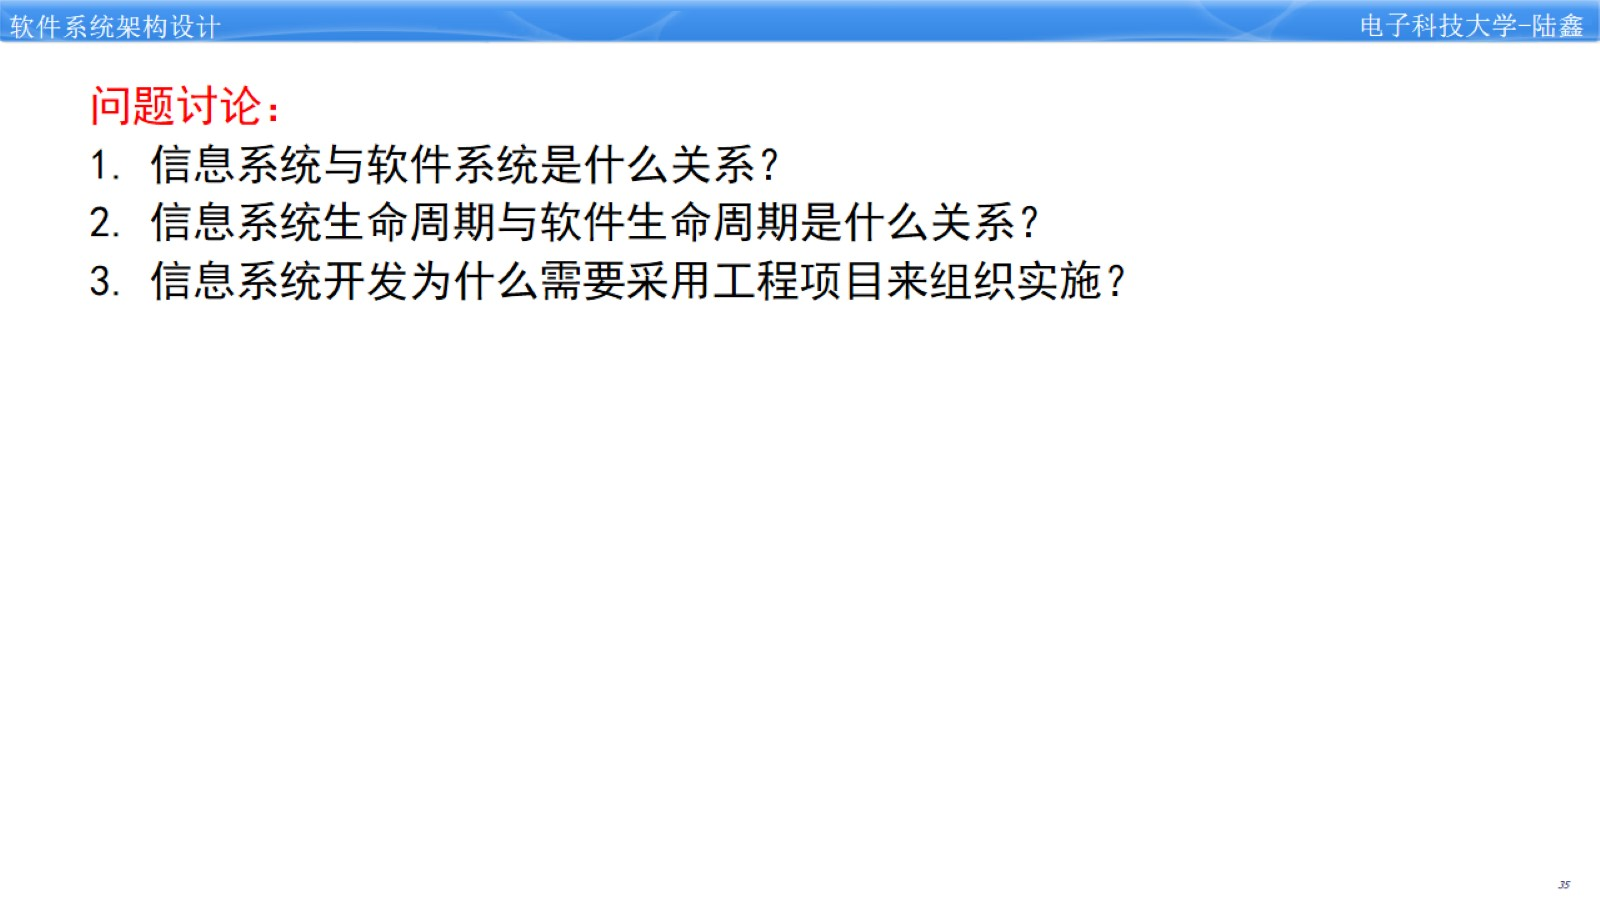 软件系统架构设计
电子科技大学-陆鑫
问题讨论：
1. 信息系统与软件系统是什么关系？
2. 信息系统生命周期与软件生命周期是什么关系？
3. 信息系统开发为什么需要采用工程项目来组织实施？
35